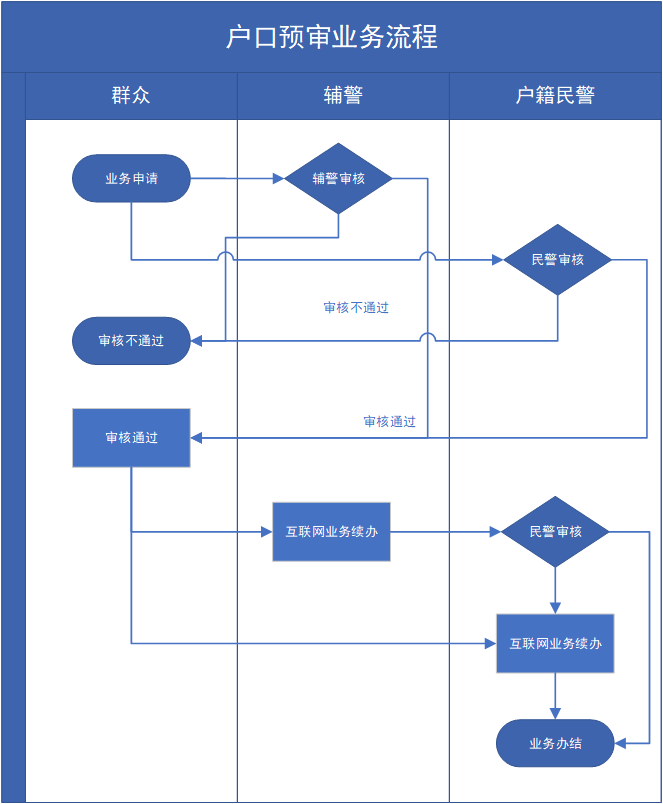 户口预审业务流程
群众
辅警
户籍民警
业务申请
辅警审核
民警审核
审核不通过
审核不通过
审核通过
审核通过
互联网业务续办
民警审核
互联网业务续办
业务办结